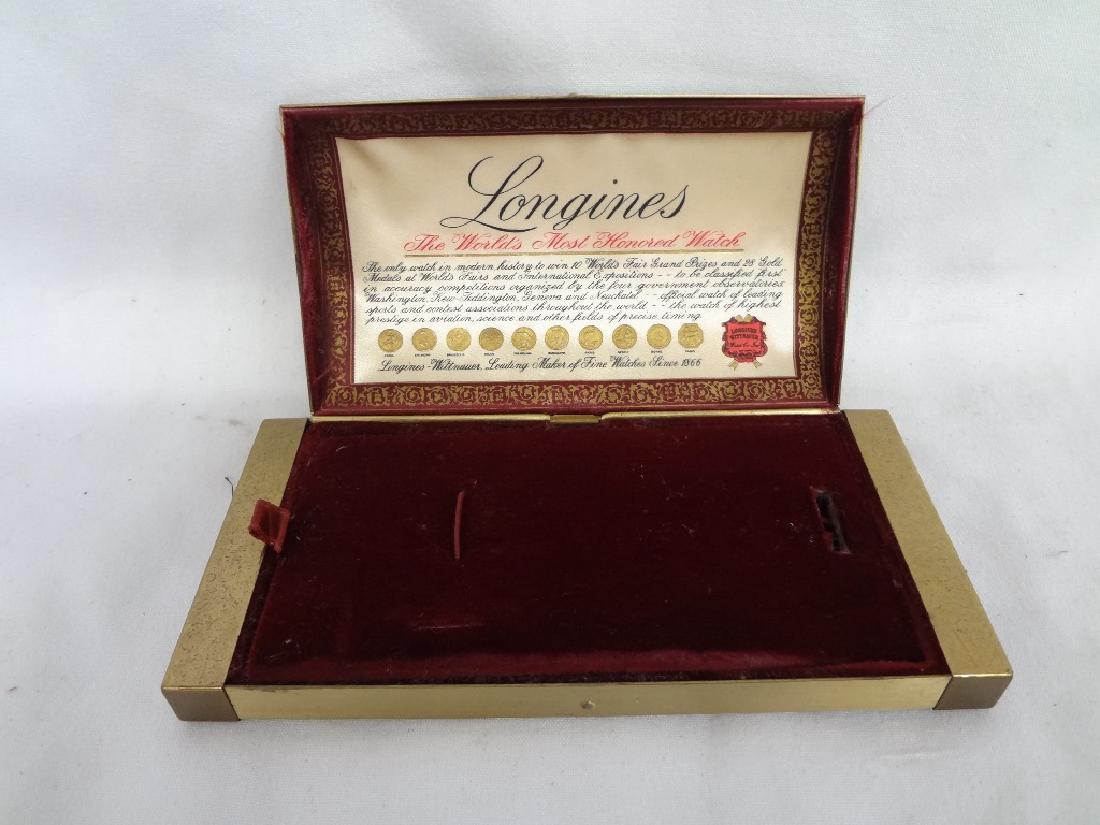 Longines
The World's Most Honored Watch
The only watch in modern history to win 10 World's Fair Grand Prizes and 28 Gold
Medals at World's Fairs and International Expositions -- to be classified first
in accuracy competitions organized by the four government observatories
Washington, Kew-Teddington, Geneva and Neuchatel -- official watch of leading
sports and contest associations throughout the world -- the watch of highest
prestige in aviation, science and other fields of precise timing
Longines-Wittnauer, Leading Maker of Fine Watches Since 1866
LONGINES
WITTNAUER